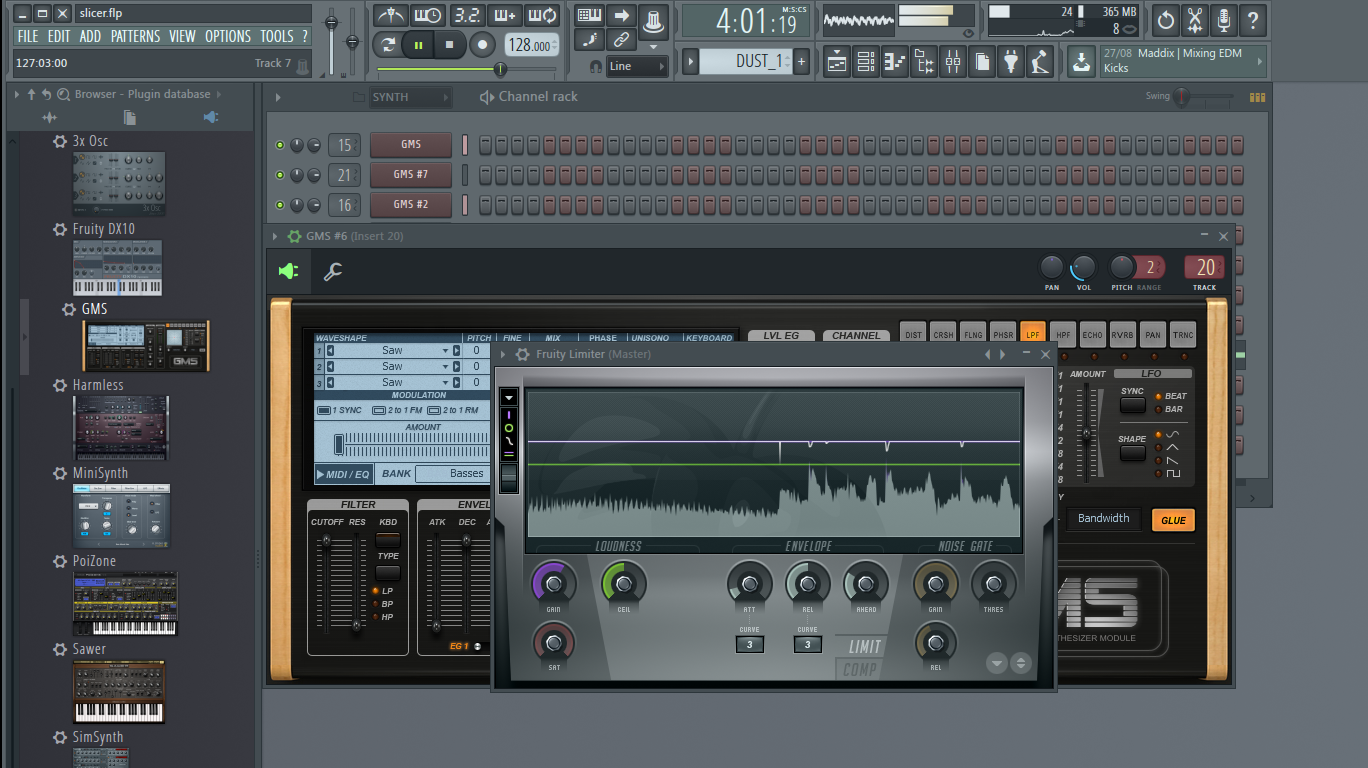 slicer.flp
FILE EDIT ADD PATTERNS VIEW OPTIONS TOOLS ?
127:03:00 Track 7
3.2.
128.000
Line
M:S:CS
4:01:19
DUST_1
24 365 MB
8
27/08 Maddix | Mixing EDM
Kicks
Browser - Plugin database
3x Osc
Fruity DX10
GMS
Harmless
MiniSynth
PoiZone
Sawer
SimSynth
SYNTH Channel rack Swing
15 GMS
21 GMS #7
16 GMS #2
GMS #6 (Insert 20)
PAN VOL PITCH RANGE 2 20 TRACK
WAVESHAPE PITCH FINE MIX PHASE UNISONO KEYBOARD
1 Saw 0
2 Saw 0
3 Saw 0
MODULATION
1 SYNC 2 to 1 FM 2 to 1 RM
AMOUNT
MIDI / EQ BANK Basses
LVL EG CHANNEL
DIST CRSH FLNG PHSR LPF HPF ECHO RVRB PAN TRNC
AMOUNT LFO
SYNC BEAT
BAR
SHAPE
Bandwidth GLUE
FILTER
CUTOFF RES KBD
TYPE
LP
BP
HP
ENVEL
ATK DEC
EG 1
MS
THESIZER MODULE
Fruity Limiter (Master)
LOUDNESS ENVELOPE NOISE GATE
GAIN CEIL ATT REL AHEAD GAIN THRES
CURVE CURVE
3 3
SAT LIMIT REL
COMP